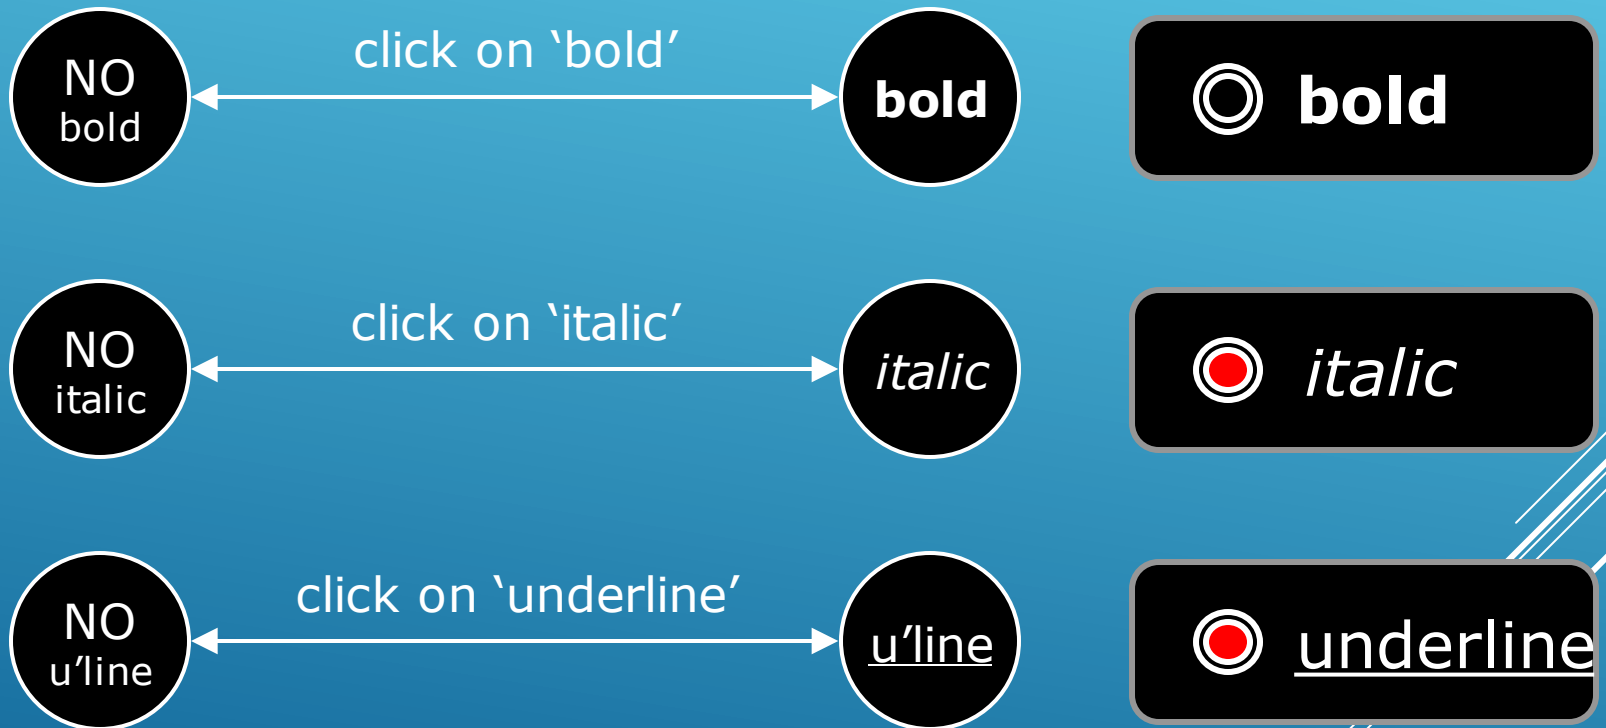 NO
bold
click on ‘bold’
bold
bold
NO
italic
click on ‘italic’
italic
italic
NO
u’line
click on ‘underline’
u’line
underline